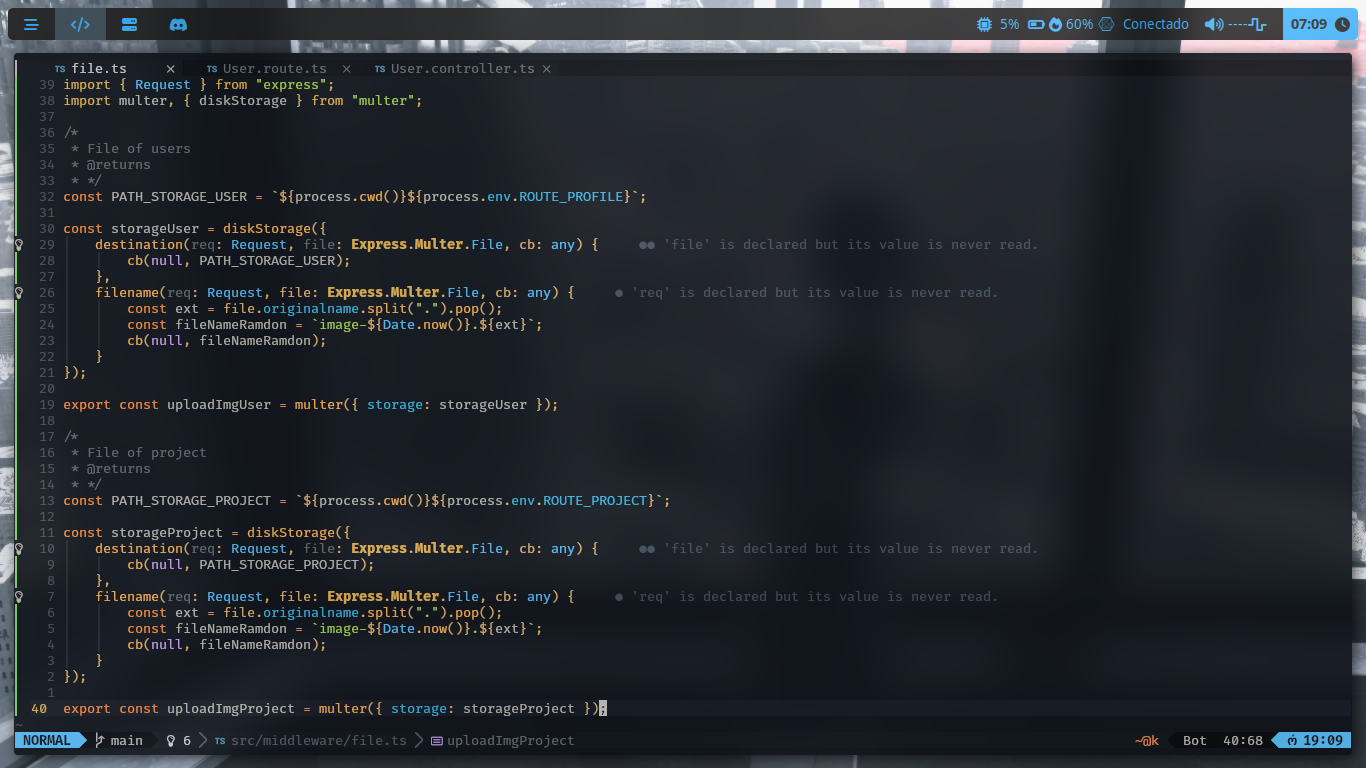 5% 60% Conectado ---- 07:09
TS file.ts × TS User.route.ts × TS User.controller.ts ×
39 import { Request } from "express";
38 import multer, { diskStorage } from "multer";
37
36 /*
35  * File of users
34  * @returns
33  * */
32 const PATH_STORAGE_USER = `${process.cwd()}${process.env.ROUTE_PROFILE}`;
31
30 const storageUser = diskStorage({
29     destination(req: Request, file: Express.Multer.File, cb: any) {     ●● 'file' is declared but its value is never read.
28         cb(null, PATH_STORAGE_USER);
27     },
26     filename(req: Request, file: Express.Multer.File, cb: any) {     ● 'req' is declared but its value is never read.
25         const ext = file.originalname.split(".").pop();
24         const fileNameRamdon = `image-${Date.now()}.${ext}`;
23         cb(null, fileNameRamdon);
22     }
21 });
20
19 export const uploadImgUser = multer({ storage: storageUser });
18
17 /*
16  * File of project
15  * @returns
14  * */
13 const PATH_STORAGE_PROJECT = `${process.cwd()}${process.env.ROUTE_PROJECT}`;
12
11 const storageProject = diskStorage({
10     destination(req: Request, file: Express.Multer.File, cb: any) {     ●● 'file' is declared but its value is never read.
9         cb(null, PATH_STORAGE_PROJECT);
8     },
7     filename(req: Request, file: Express.Multer.File, cb: any) {     ● 'req' is declared but its value is never read.
6         const ext = file.originalname.split(".").pop();
5         const fileNameRamdon = `image-${Date.now()}.${ext}`;
4         cb(null, fileNameRamdon);
3     }
2 });
1
40 export const uploadImgProject = multer({ storage: storageProject });
~
NORMAL main 6 TS src/middleware/file.ts uploadImgProject ~@k Bot 40:68 19:09